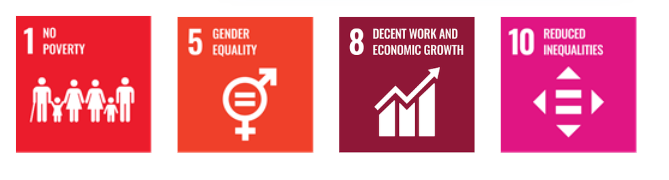 1 NO
POVERTY
5 GENDER
EQUALITY
8 DECENT WORK AND
ECONOMIC GROWTH
10 REDUCED
INEQUALITIES